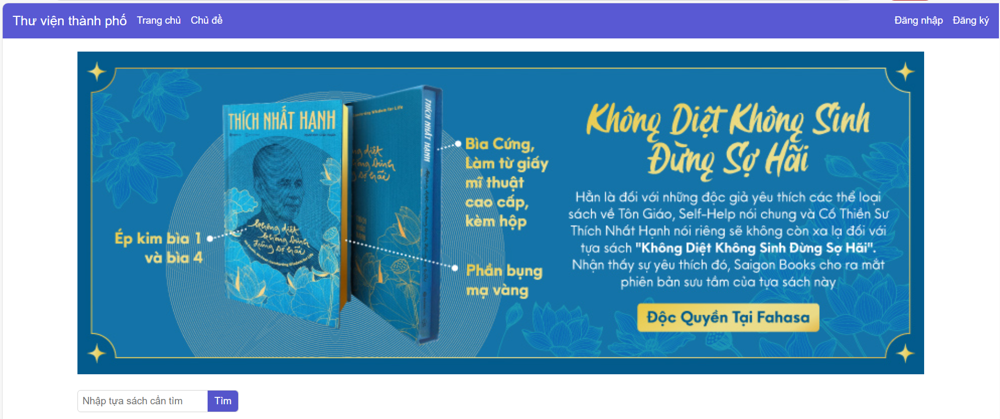 Thư viện thành phố Trang chủ Chủ đề Đăng nhập Đăng ký
THÍCH NHẤT HẠNH
không diệt
không sinh
đừng sợ hãi
THÍCH NHẤT HẠNH
Ép kim bìa 1
và bìa 4
Bìa Cứng,
Làm từ giấy
mĩ thuật
cao cấp,
kèm hộp
Phần bụng
mạ vàng
Không Diệt Không Sinh
Đừng Sợ Hãi
Hẳn là đối với những độc giả yêu thích các thể loại
sách về Tôn Giáo, Self-Help nói chung và Cố Thiền Sư
Thích Nhất Hạnh nói riêng sẽ không còn xa lạ đối với
tựa sách "Không Diệt Không Sinh Đừng Sợ Hãi".
Nhận thấy sự yêu thích đó, Saigon Books cho ra mắt
phiên bản sưu tầm của tựa sách này
Độc Quyền Tại Fahasa
Nhập tựa sách cần tìm Tìm